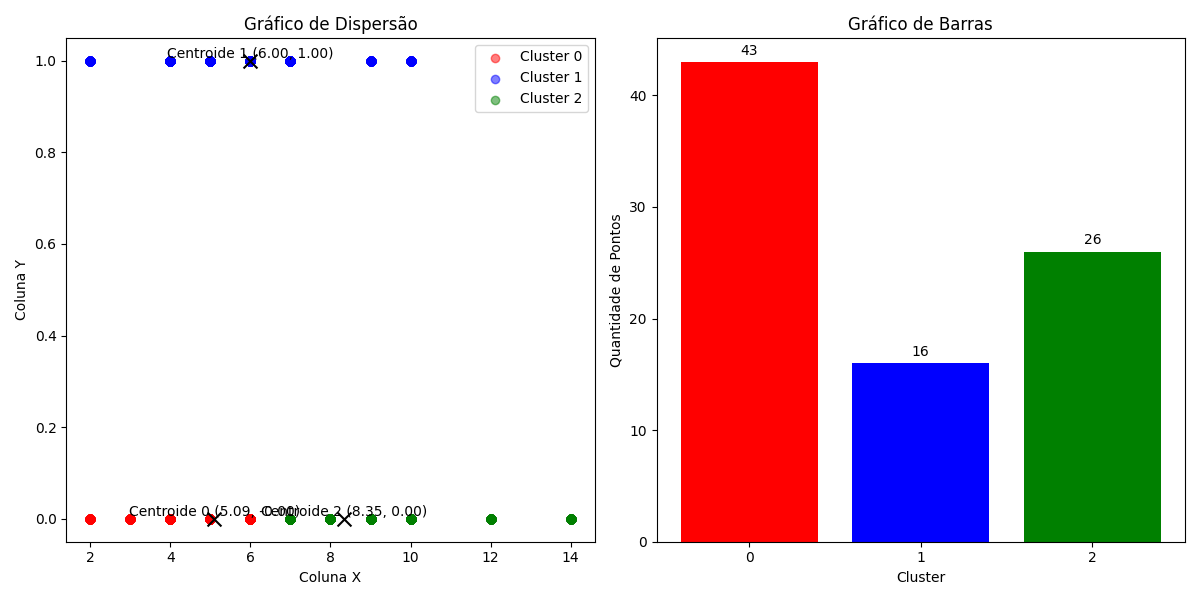 Gráfico de Dispersão
Coluna Y
1.0
0.8
0.6
0.4
0.2
0.0
Centroide 1 (6.00, 1.00)
Cluster 0
Cluster 1
Cluster 2
Centroide 0 (5.09, -0.00)
Centroide 2 (8.35, 0.00)
2 4 6 8 10 12 14
Coluna X
Gráfico de Barras
Quantidade de Pontos
40
30
20
10
0
43
16
26
0 1 2
Cluster